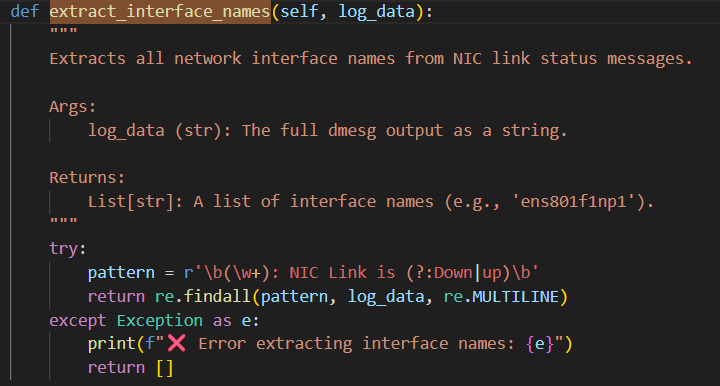 def extract_interface_names(self, log_data):
"""
Extracts all network interface names from NIC link status messages.
Args:
log_data (str): The full dmesg output as a string.
Returns:
List[str]: A list of interface names (e.g., 'ens801f1np1').
"""
try:
pattern = r'\b(\w+): NIC Link is (?:Down|up)\b'
return re.findall(pattern, log_data, re.MULTILINE)
except Exception as e:
print(f"❌ Error extracting interface names: {e}")
return []